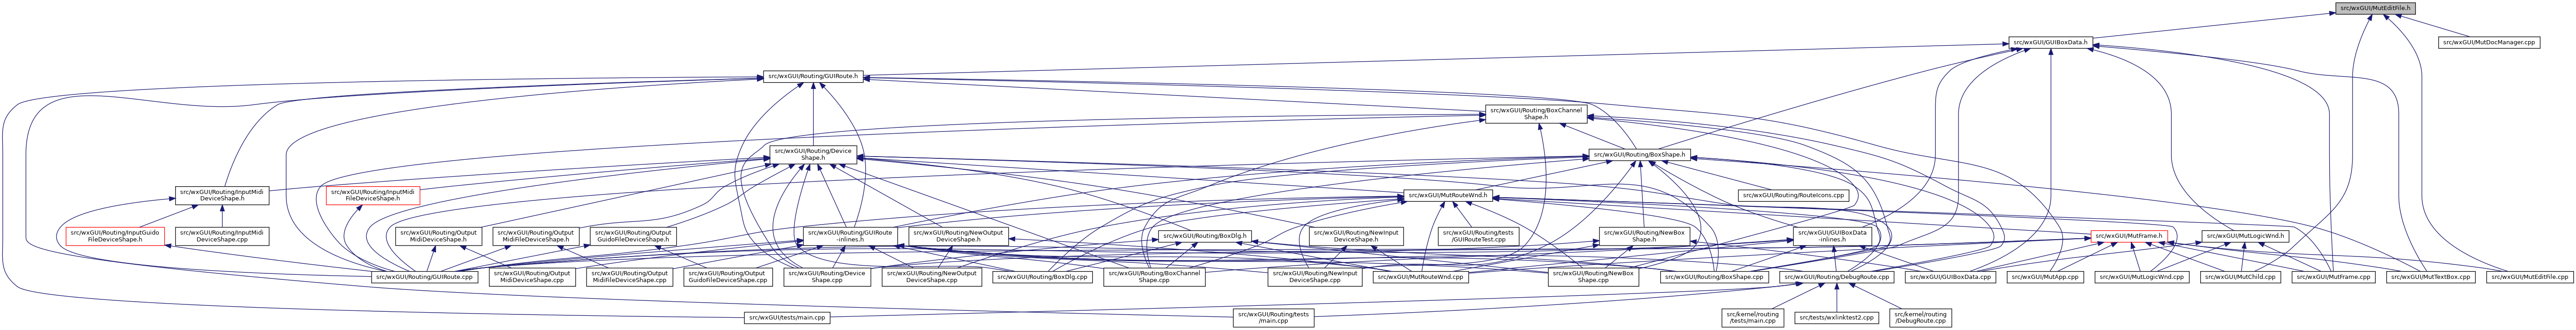 src/wxGUI/MutEditFile.h
src/wxGUI/GUIBoxData.h
src/wxGUI/MutDocManager.cpp
src/wxGUI/Routing/GUIRoute.h
src/wxGUI/Routing/BoxChannel
Shape.h
src/wxGUI/Routing/Device
Shape.h
src/wxGUI/Routing/BoxShape.h
src/wxGUI/Routing/InputMidi
DeviceShape.h
src/wxGUI/Routing/InputMidi
FileDeviceShape.h
src/wxGUI/MutRouteWnd.h
src/wxGUI/Routing/RouteIcons.cpp
src/wxGUI/Routing/InputGuido
FileDeviceShape.h
src/wxGUI/Routing/InputMidi
DeviceShape.cpp
src/wxGUI/Routing/Output
MidiDeviceShape.h
src/wxGUI/Routing/Output
MidiFileDeviceShape.h
src/wxGUI/Routing/Output
GuidoFileDeviceShape.h
src/wxGUI/Routing/GUIRoute
-inlines.h
src/wxGUI/Routing/NewOutput
DeviceShape.h
src/wxGUI/Routing/BoxDlg.h
src/wxGUI/Routing/NewInput
DeviceShape.h
src/wxGUI/Routing/tests
/GUIRouteTest.cpp
src/wxGUI/Routing/NewBox
Shape.h
src/wxGUI/GUIBoxData
-inlines.h
src/wxGUI/MutFrame.h
src/wxGUI/MutLogicWnd.h
src/wxGUI/Routing/GUIRoute.cpp
src/wxGUI/Routing/Output
MidiDeviceShape.cpp
src/wxGUI/Routing/Output
MidiFileDeviceShape.cpp
src/wxGUI/Routing/Output
GuidoFileDeviceShape.cpp
src/wxGUI/Routing/Device
Shape.cpp
src/wxGUI/Routing/NewOutput
DeviceShape.cpp
src/wxGUI/Routing/BoxDlg.cpp
src/wxGUI/Routing/BoxChannel
Shape.cpp
src/wxGUI/Routing/NewInput
DeviceShape.cpp
src/wxGUI/MutRouteWnd.cpp
src/wxGUI/Routing/NewBox
Shape.cpp
src/wxGUI/Routing/BoxShape.cpp
src/wxGUI/Routing/DebugRoute.cpp
src/wxGUI/GUIBoxData.cpp
src/wxGUI/MutApp.cpp
src/wxGUI/MutLogicWnd.cpp
src/wxGUI/MutChild.cpp
src/wxGUI/MutFrame.cpp
src/wxGUI/MutTextBox.cpp
src/wxGUI/MutEditFile.cpp
src/wxGUI/tests/main.cpp
src/wxGUI/Routing/tests
/main.cpp
src/kernel/routing
/tests/main.cpp
src/tests/wxlinktest2.cpp
src/kernel/routing
/DebugRoute.cpp